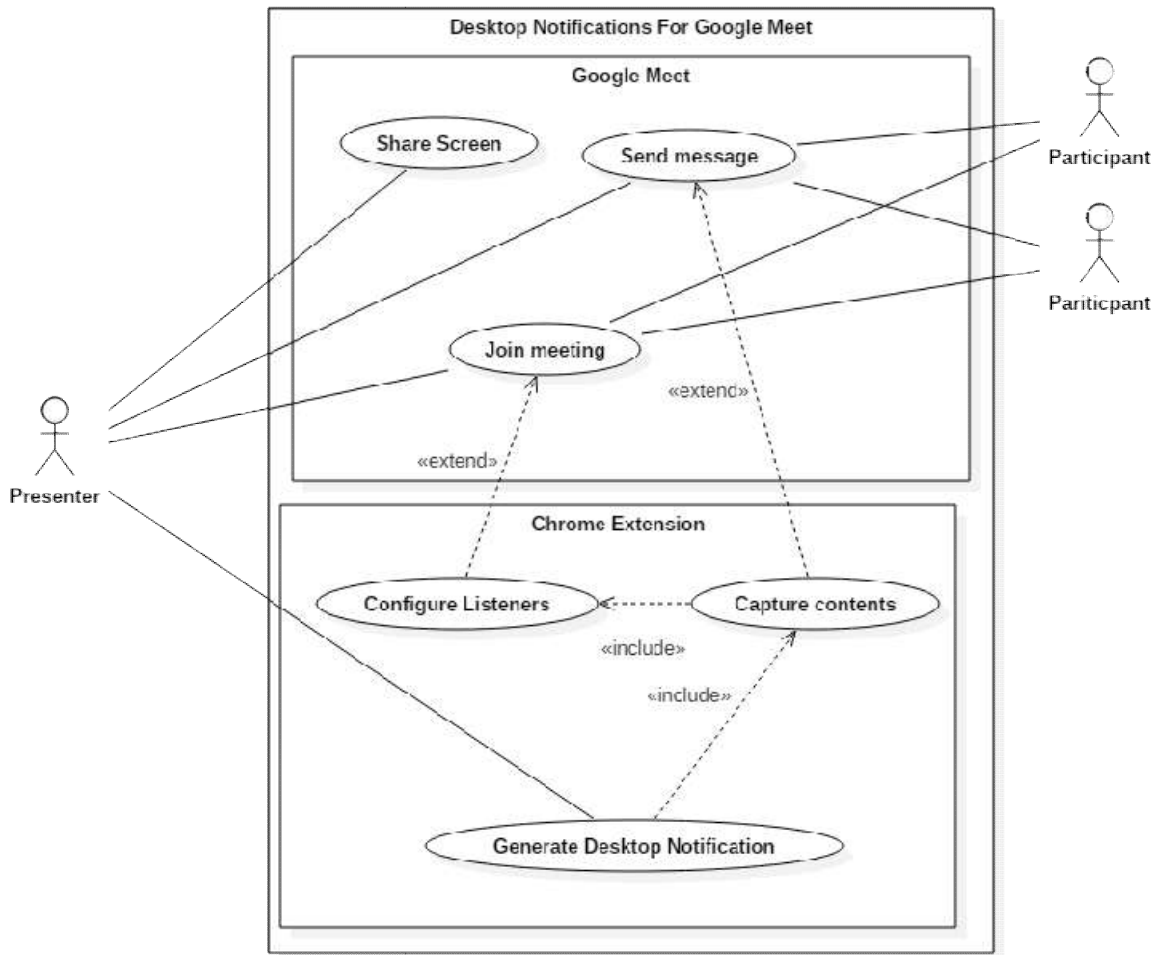 Desktop Notifications For Google Meet
Google Meet
Share Screen
Send message
Participant
Pariticpant
Join meeting
«extend»
«extend»
Presenter
Chrome Extension
Configure Listeners
Capture contents
«include»
«include»
Generate Desktop Notification